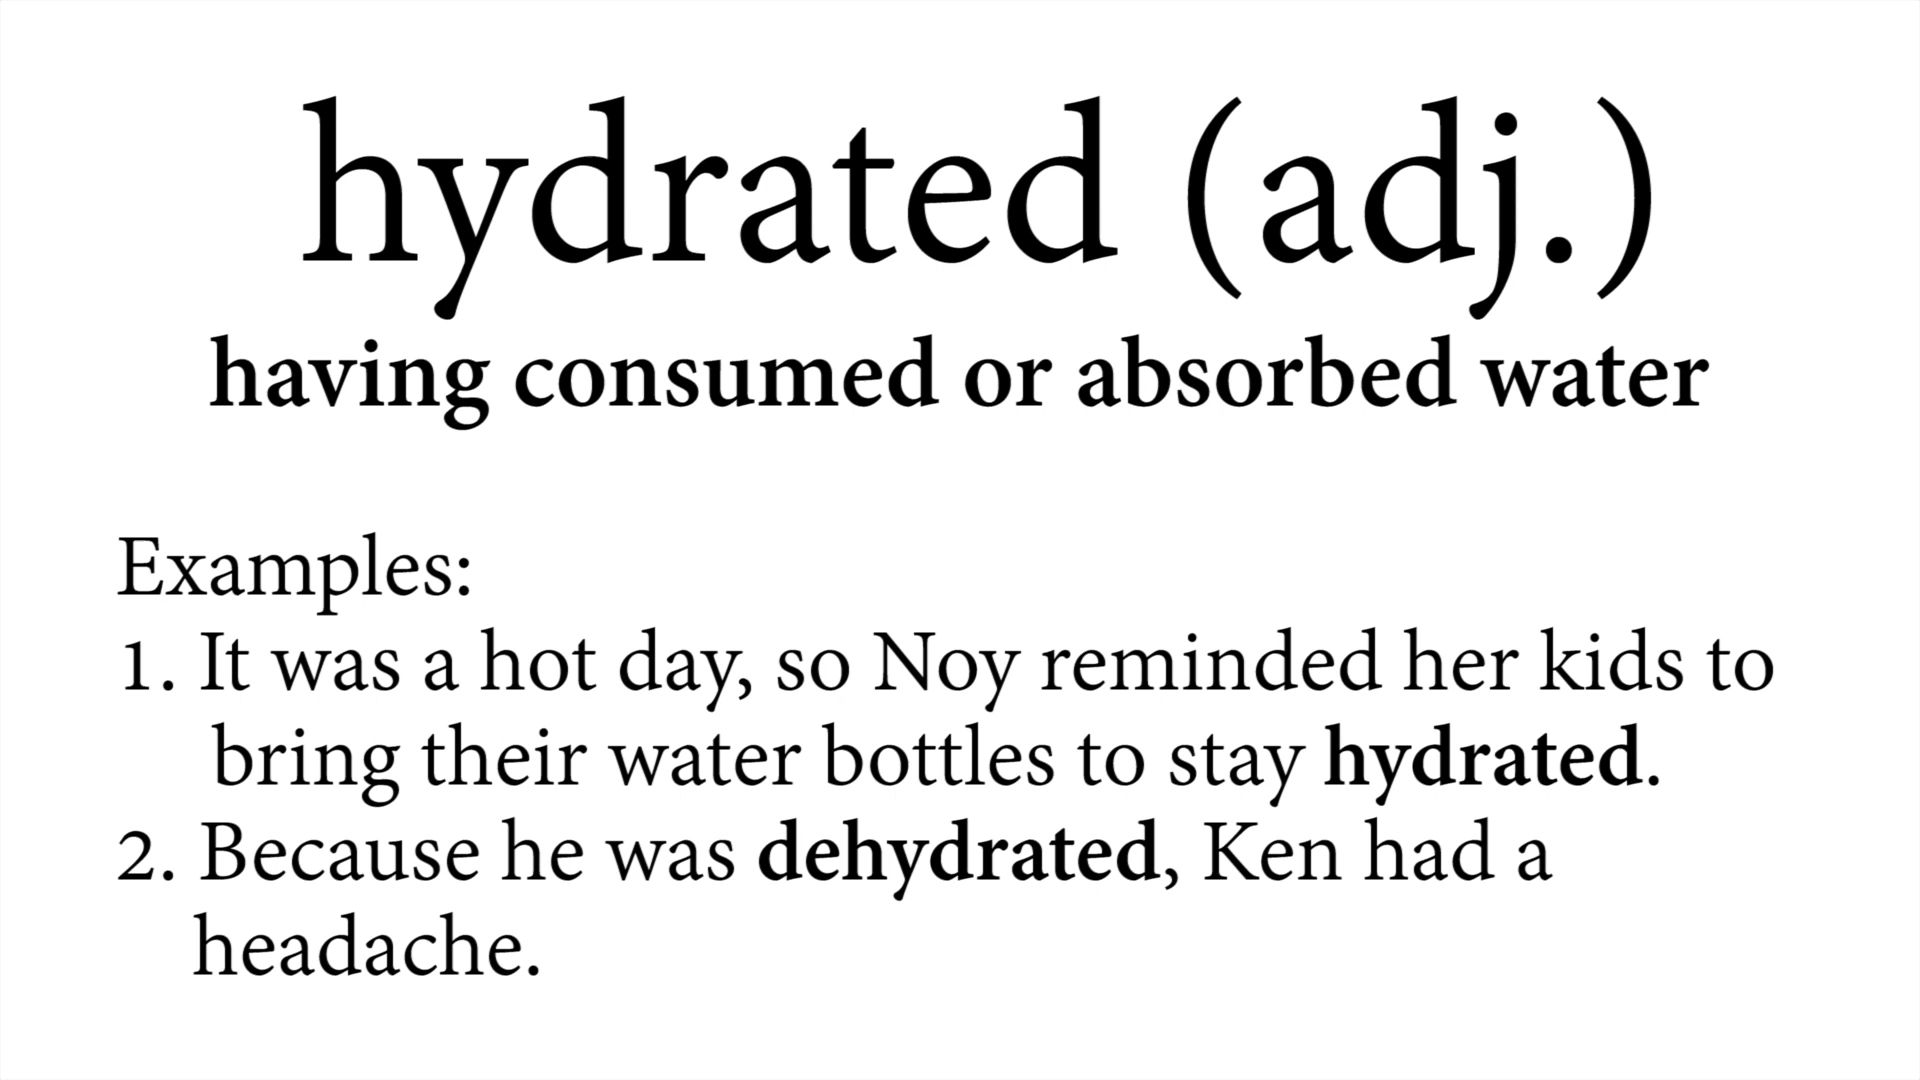 hydrated (adj.)
having consumed or absorbed water
Examples:
1. It was a hot day, so Noy reminded her kids to
bring their water bottles to stay hydrated.
2. Because he was dehydrated, Ken had a
headache.